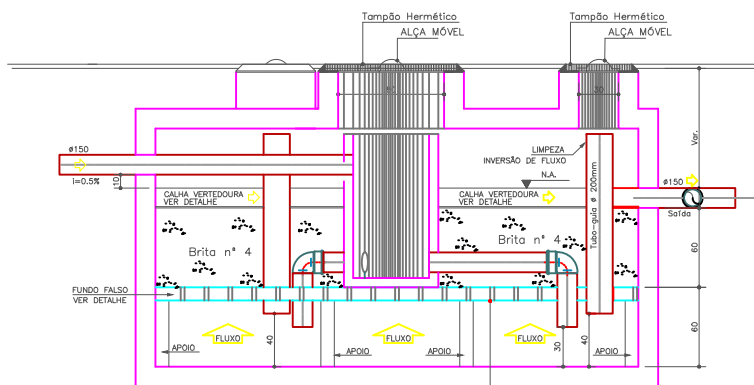 Tampão Hermético
ALÇA MÓVEL
Tampão Hermético
ALÇA MÓVEL
30
ø150
i=0.5%
10
CALHA VERTEDOURA
VER DETALHE
LIMPEZA
INVERSÃO DE FLUXO
N.A.
CALHA VERTEDOURA
VER DETALHE
Tubo-guia ø 200mm
Var.
ø150
Saída
Brita n° 4
Brita n° 4
60
FUNDO FALSO
VER DETALHE
FLUXO
FLUXO
FLUXO
APOIO
APOIO
APOIO
APOIO
40
30
40
60